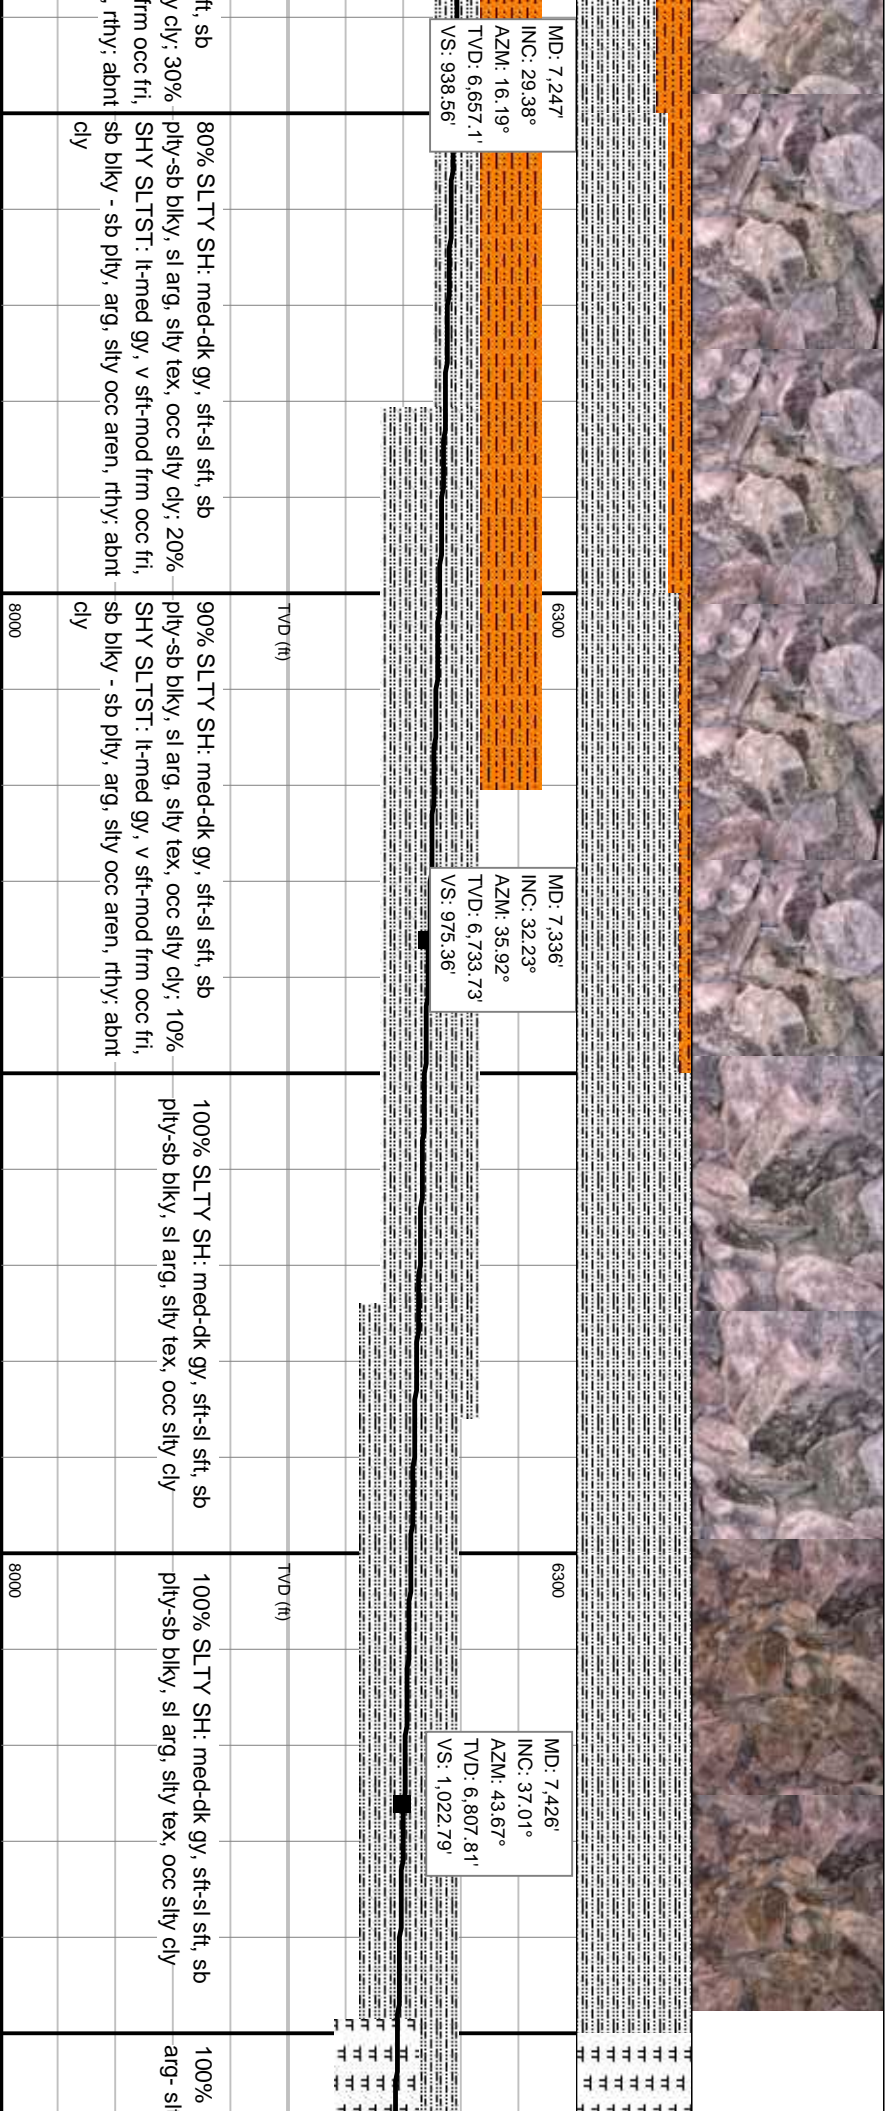 ft, sb
y cly; 30%
frm occ fri,
, rthy; abnt
MD: 7,247'
INC: 29.38°
AZM: 16.19°
TVD: 6,657.1'
VS: 938.56'
80% SLTY SH: med-dk gy, sft-sl sft, sb
plty-sb blky, sl arg, slty tex, occ slty cly; 20%
SHY SLTST: lt-med gy, v sft-mod frm occ fri,
sb blky - sb plty, arg, slty occ aren, rthy; abnt
cly
6300
TVD (ft)
8000
90% SLTY SH: med-dk gy, sft-sl sft, sb
plty-sb blky, sl arg, slty tex, occ slty cly; 10%
SHY SLTST: lt-med gy, v sft-mod frm occ fri,
sb blky - sb plty, arg, slty occ aren, rthy; abnt
cly
MD: 7,336'
INC: 32.23°
AZM: 35.92°
TVD: 6,733.73'
VS: 975.36'
100% SLTY SH: med-dk gy, sft-sl sft, sb
plty-sb blky, sl arg, slty tex, occ slty cly
6300
TVD (ft)
8000
100% SLTY SH: med-dk gy, sft-sl sft, sb
plty-sb blky, sl arg, slty tex, occ slty cly
MD: 7,426'
INC: 37.01°
AZM: 43.67°
TVD: 6,807.81'
VS: 1,022.79'
100%
arg- sl